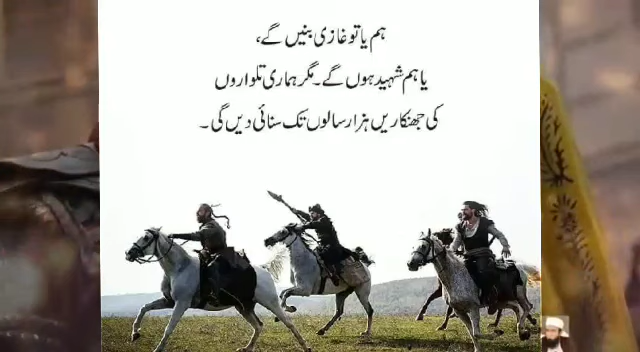 ہم یا تو غازی بنیں گے،
یا ہم شہید ہوں گے۔ مگر ہماری تلواروں
کی جھنکاریں ہزار سالوں تک سنائی دیں گی۔